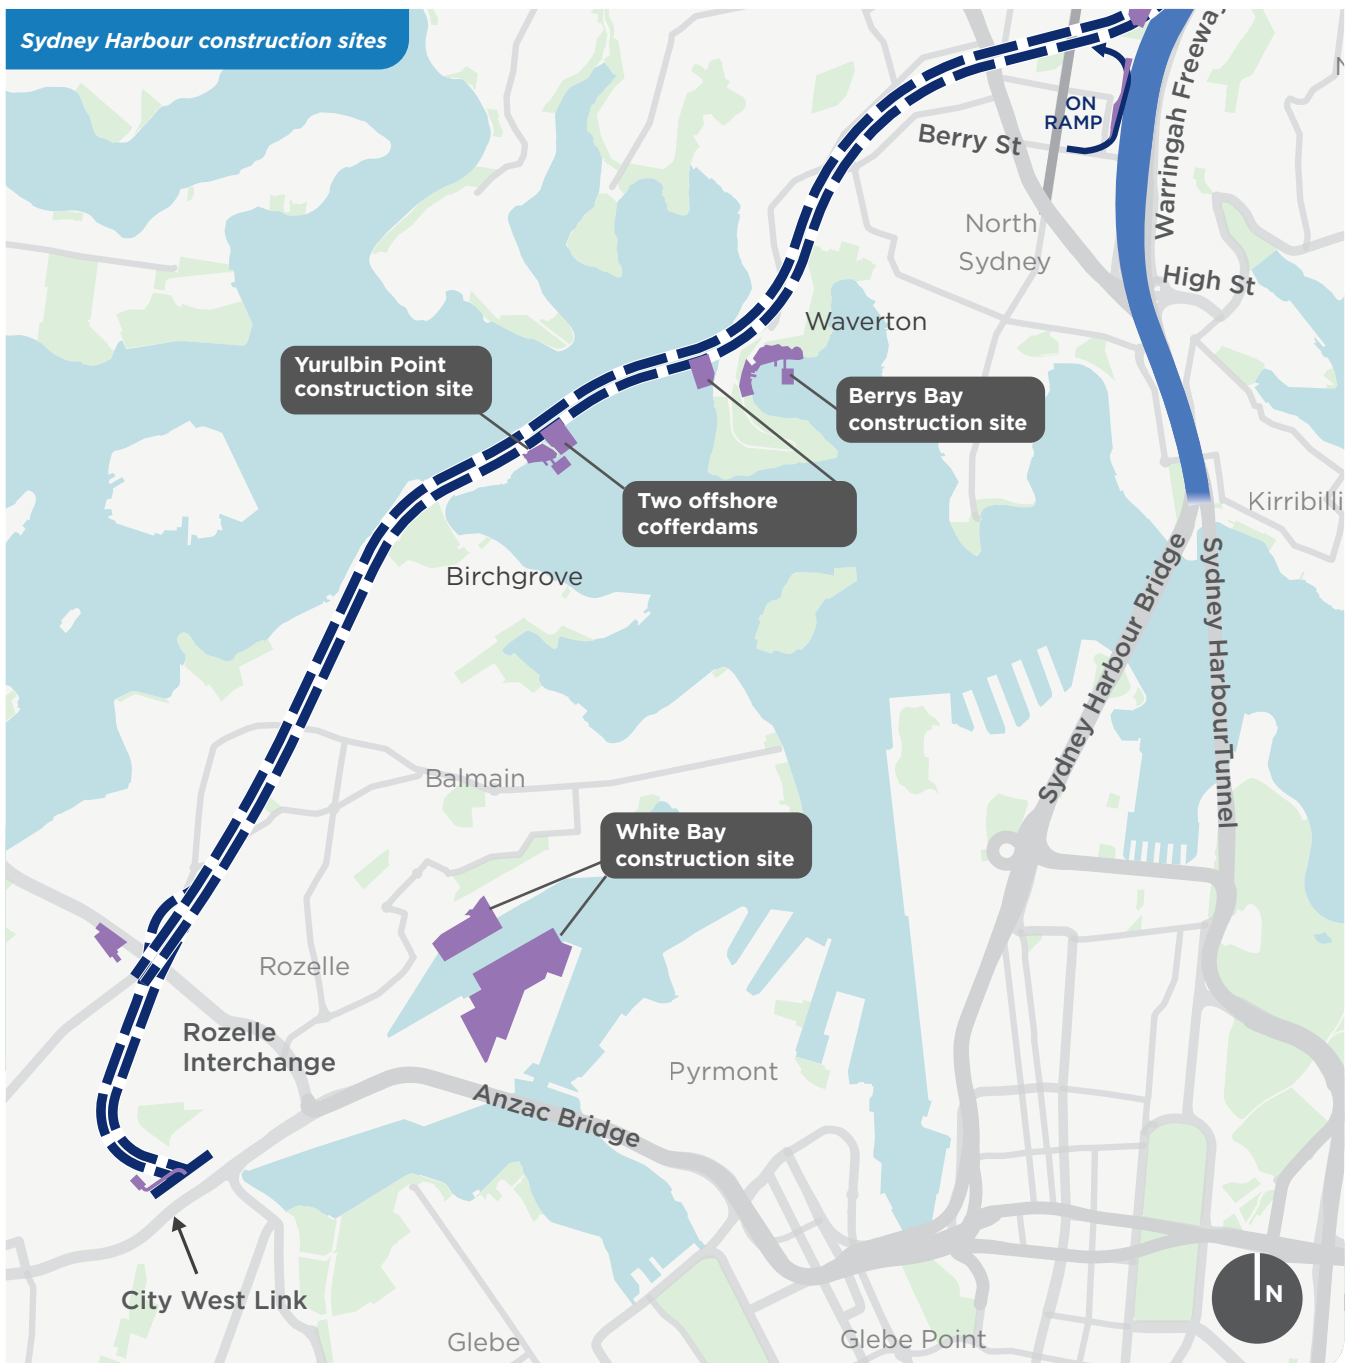 Sydney Harbour construction sites
Warringah Freeway
ON
RAMP
Berry St
North
Sydney
High St
Waverton
Yurulbin Point
construction site
Berrys Bay
construction site
Two offshore
cofferdams
Kirribilli
Birchgrove
Sydney Harbour Bridge
Sydney Harbour Tunnel
Balmain
White Bay
construction site
Rozelle
Rozelle
Interchange
Pyrmont
Anzac Bridge
City West Link
N
Glebe
Glebe Point